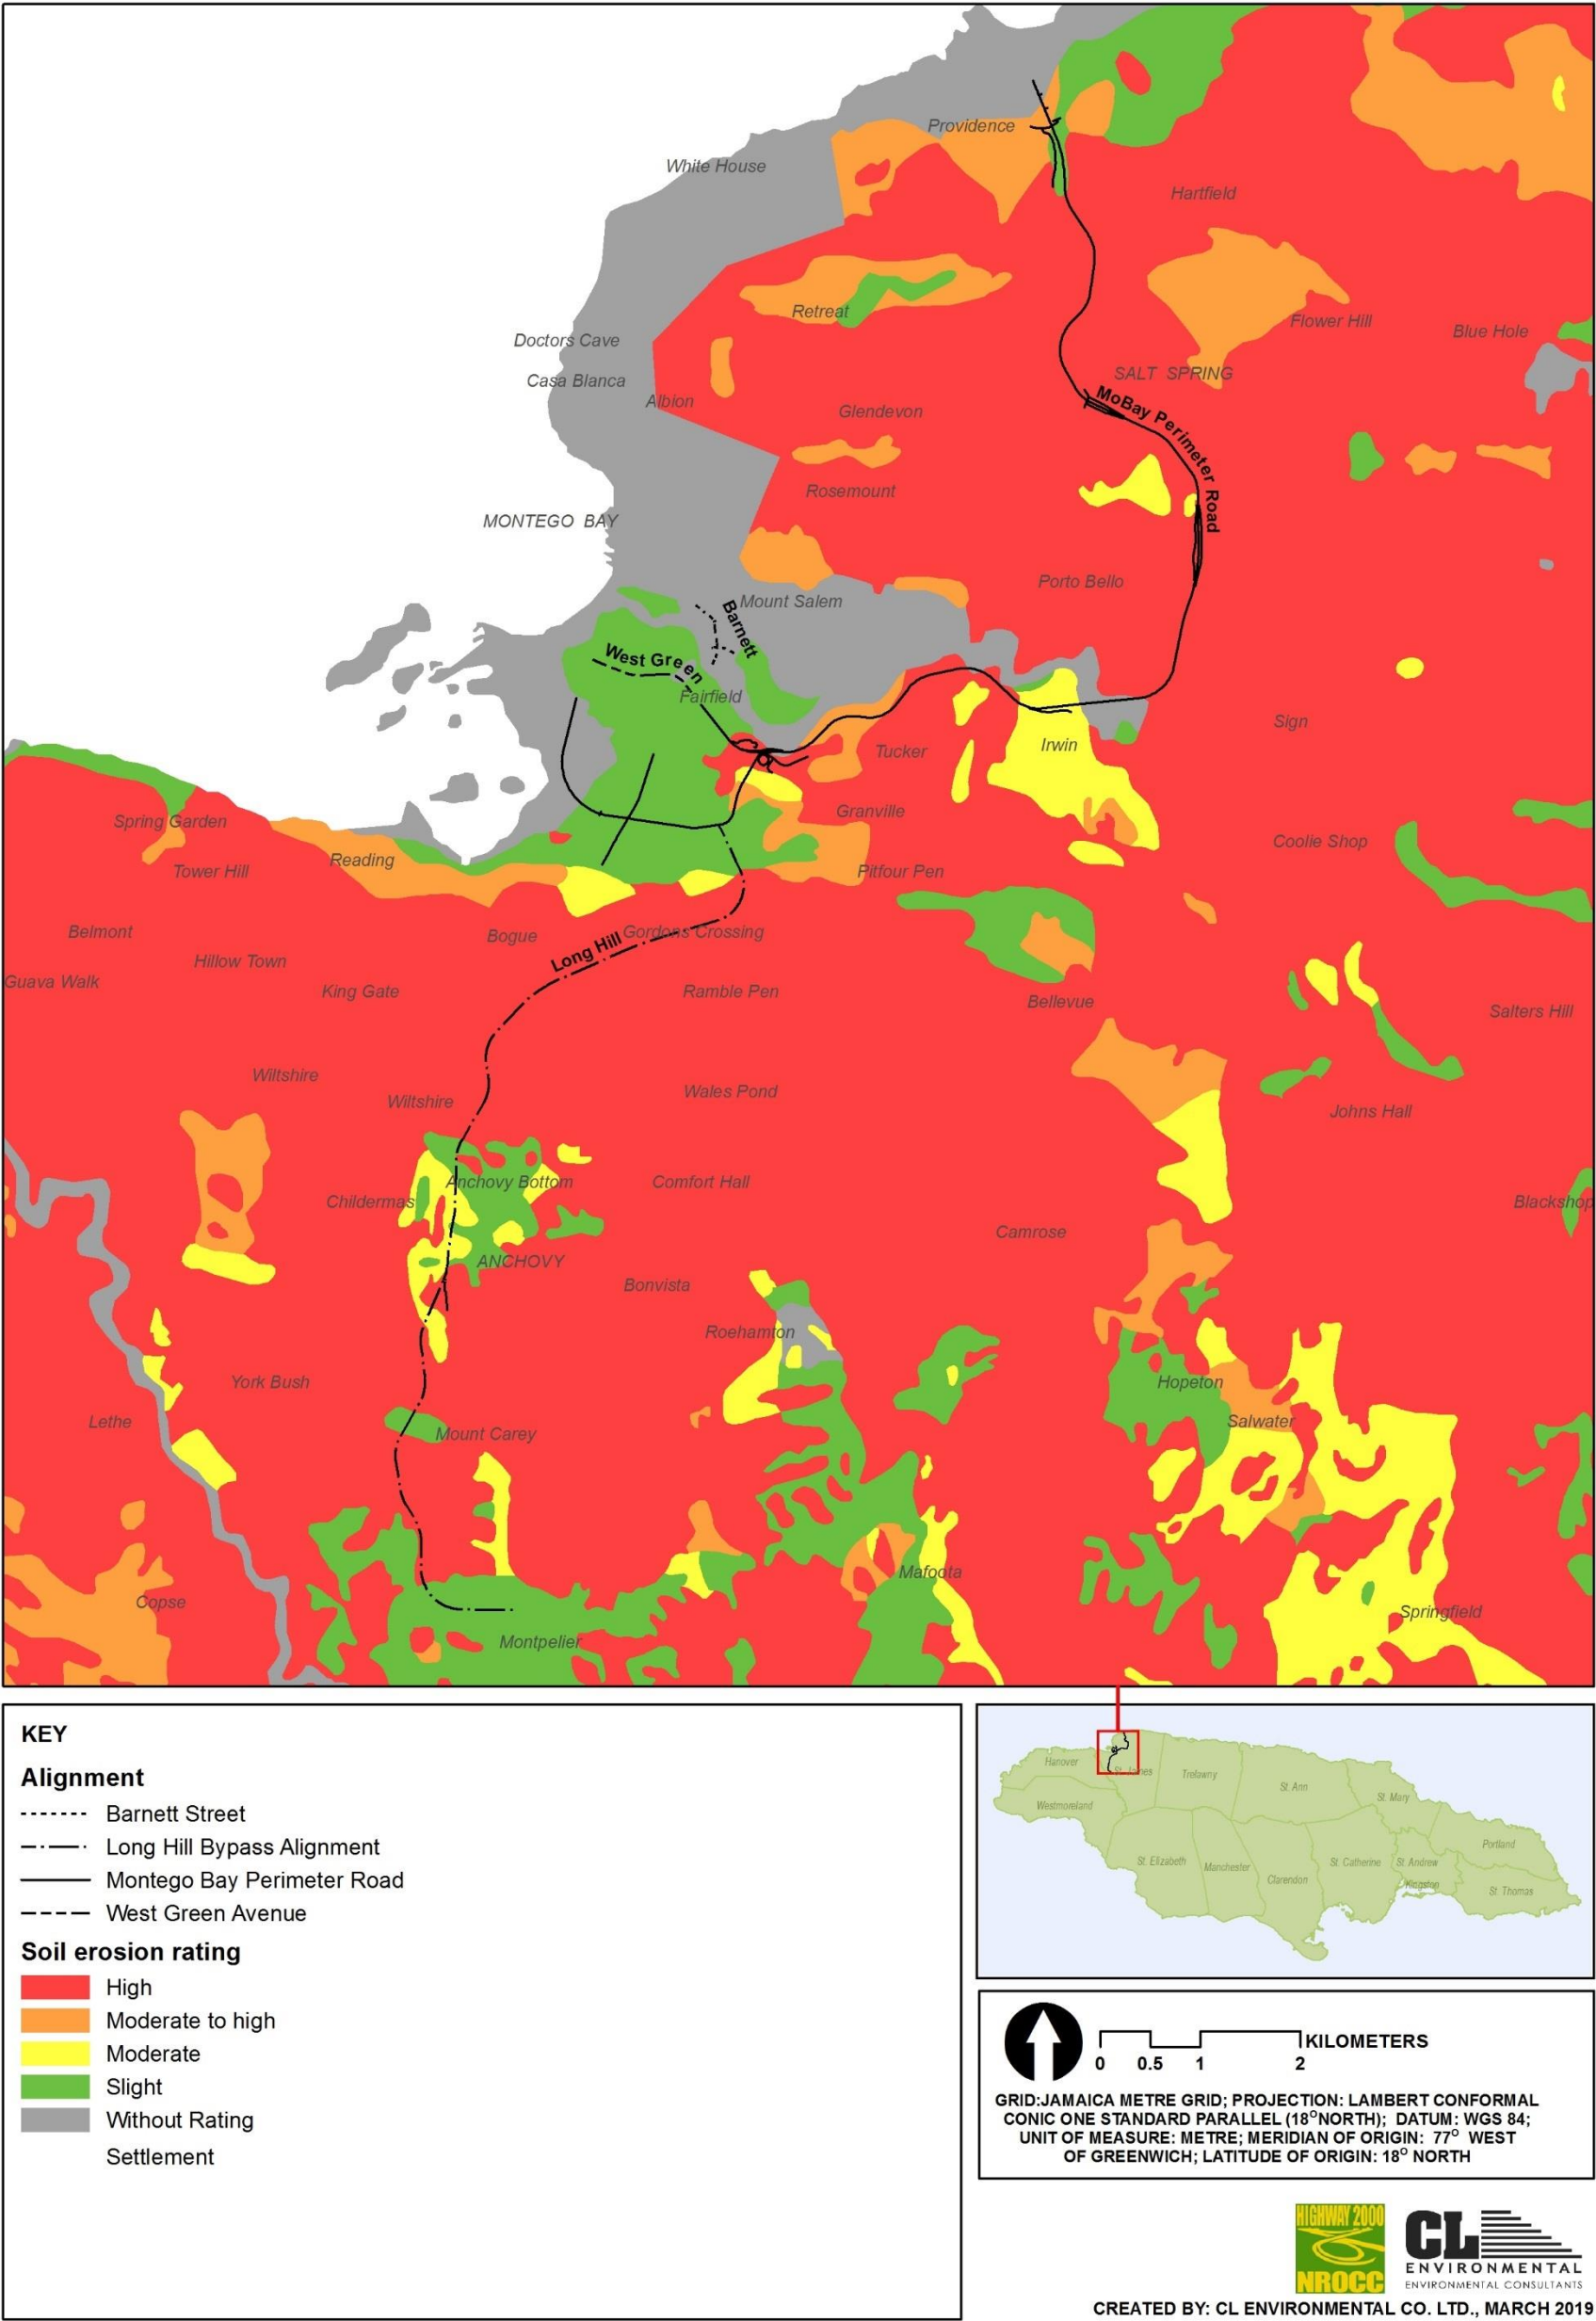 Providence
White House
Hartfield
Retreat
Flower Hill
Blue Hole
Doctors Cave
SALT SPRING
Casa Blanca
Albion
MoBay Perimeter Road
Glendevon
Rosemount
MONTEGO BAY
Porto Bello
Mount Salem
Barnett
West Green
Fairfield
Sign
Irwin
Tucker
Granville
Spring Garden
Coolie Shop
Reading
Tower Hill
Pitfour Pen
Belmont
Bogue
Gordons Crossing
Long Hill
Hillow Town
Guava Walk
King Gate
Ramble Pen
Bellevue
Salters Hill
Wiltshire
Wiltshire
Wales Pond
Johns Hall
Anchovy Bottom
Comfort Hall
Childermas
Blackshop
Camrose
ANCHOVY
Bonvista
Roehamton
York Bush
Hopeton
Lethe
Salwater
Mount Carey
Mafoota
Copse
Springfield
Montpelier
KEY
Alignment
Barnett Street
Long Hill Bypass Alignment
Montego Bay Perimeter Road
West Green Avenue
Soil erosion rating
High
Moderate to high
Moderate
Slight
Without Rating
Settlement
Hanover
St. James
Trelawny
St. Ann
St. Mary
Westmoreland
Portland
St. Elizabeth
Manchester
Clarendon
St. Catherine
St. Andrew
Kingston
St. Thomas
KILOMETERS
0 0.5 1 2
GRID:JAMAICA METRE GRID; PROJECTION: LAMBERT CONFORMAL
CONIC ONE STANDARD PARALLEL (18ONORTH); DATUM: WGS 84;
UNIT OF MEASURE: METRE; MERIDIAN OF ORIGIN: 77O WEST
OF GREENWICH; LATITUDE OF ORIGIN: 18O NORTH
HIGHWAY 2000
NROCC
CL
ENVIRONMENTAL
ENVIRONMENTAL CONSULTANTS
CREATED BY: CL ENVIRONMENTAL CO. LTD., MARCH 2019